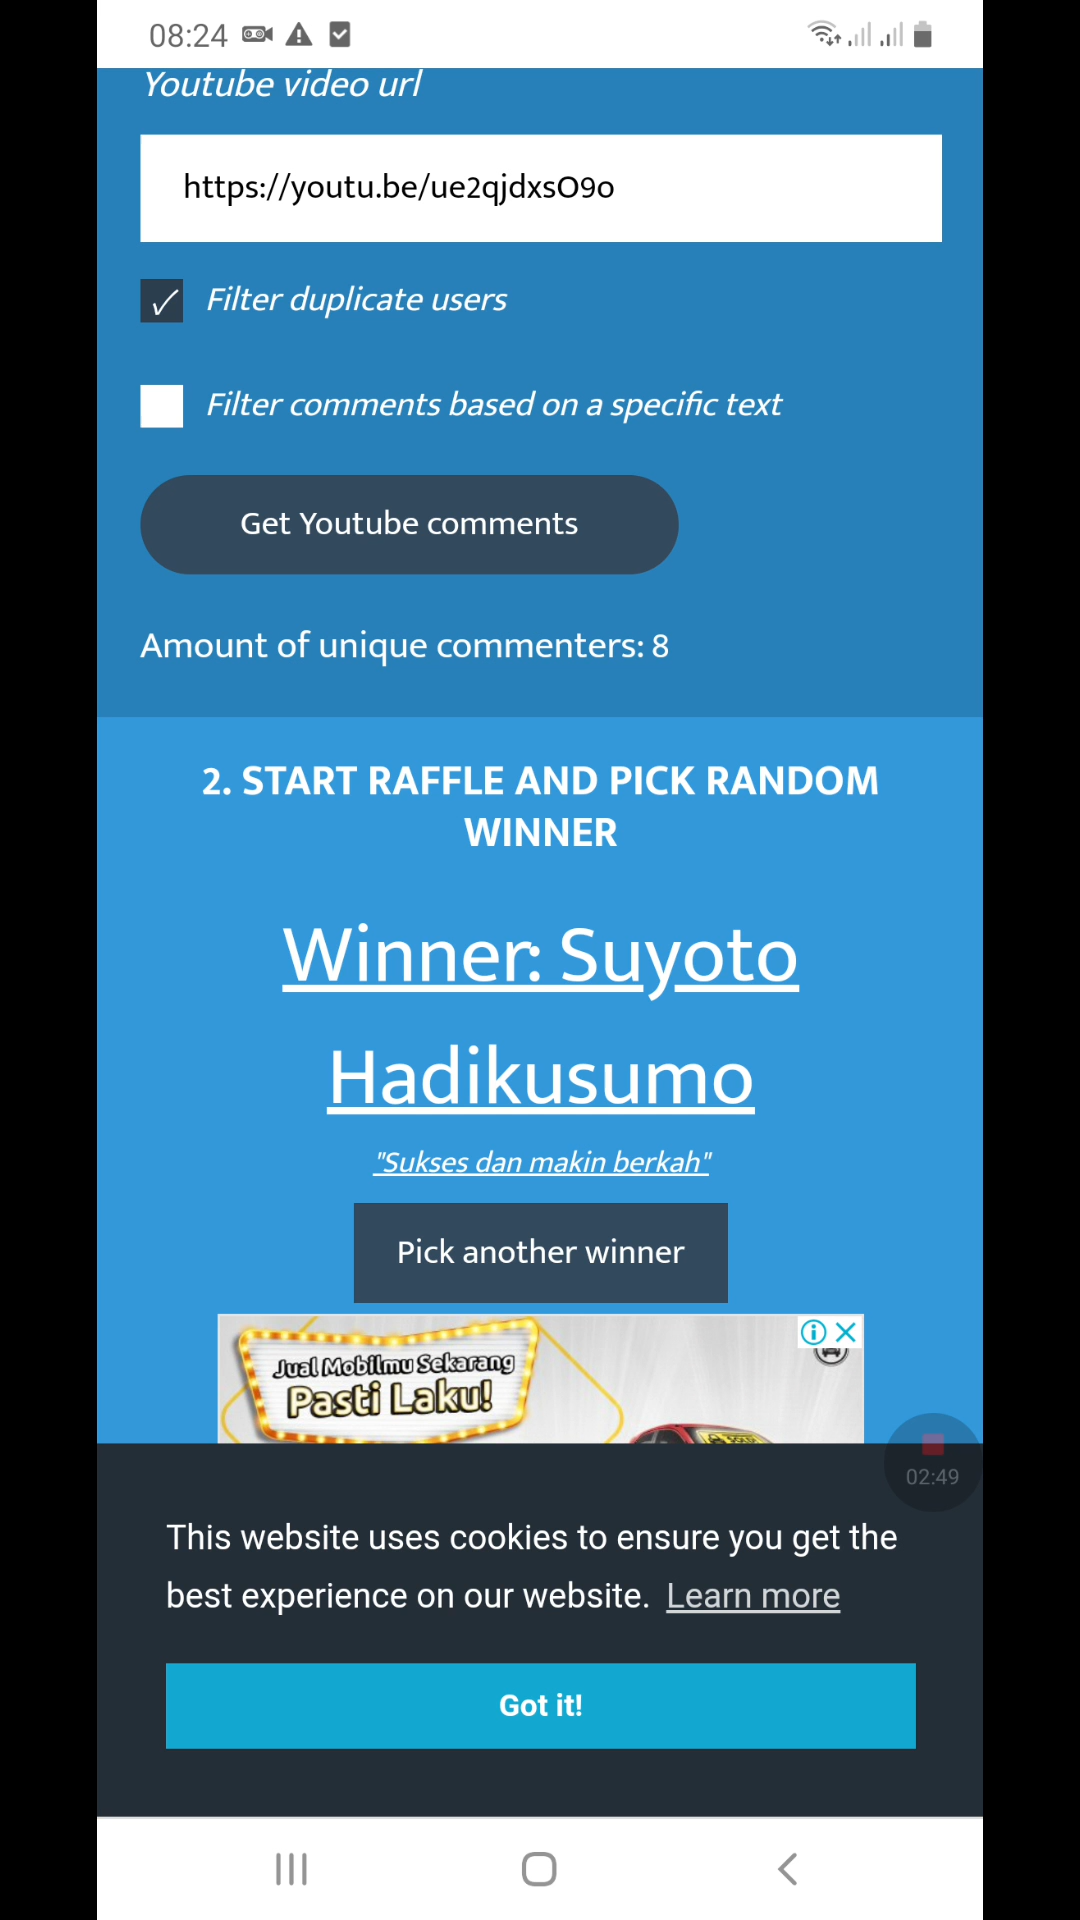 08:24
Youtube video url
https://youtu.be/ue2qjdxsO9o
Filter duplicate users
Filter comments based on a specific text
Get Youtube comments
Amount of unique commenters: 8
2. START RAFFLE AND PICK RANDOM
WINNER
Winner: Suyoto
Hadikusumo
"Sukses dan makin berkah"
Pick another winner
Jual Mobilmu Sekarang
Pasti Laku!
02:49
This website uses cookies to ensure you get the
best experience on our website. Learn more
Got it!